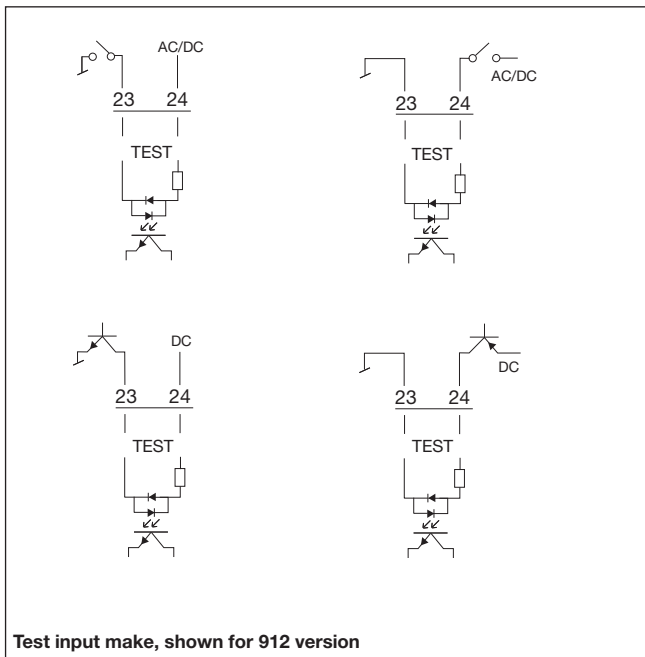 AC/DC
23 24
TEST
AC/DC
23 24
TEST
DC
23 24
TEST
DC
23 24
TEST
Test input make, shown for 912 version